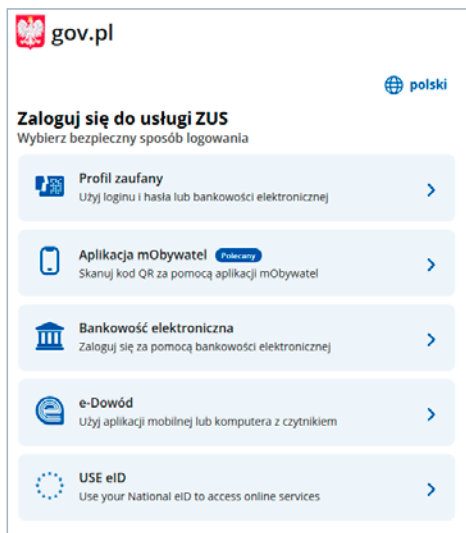 gov.pl
polski
Zaloguj się do usługi ZUS
Wybierz bezpieczny sposób logowania
Profil zaufany
Użyj loginu i hasła lub bankowości elektronicznej
Aplikacja mObywatel Polecany
Skanuj kod QR za pomocą aplikacji mObywatel
Bankowość elektroniczna
Zaloguj się za pomocą bankowości elektronicznej
e-Dowód
Użyj aplikacji mobilnej lub komputera z czytnikiem
USE eID
Use your National eID to access online services